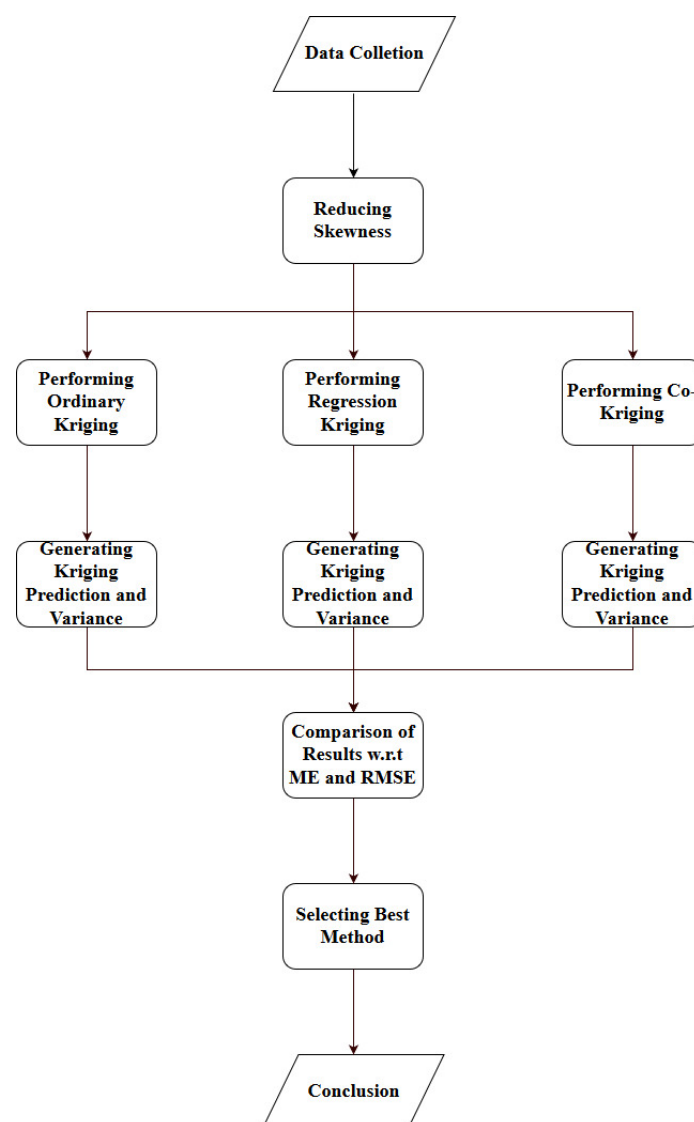 Data Colletion
Reducing
Skewness
Performing
Ordinary
Kriging
Performing
Regression
Kriging
Performing Co-
Kriging
Generating
Kriging
Prediction and
Variance
Generating
Kriging
Prediction and
Variance
Generating
Kriging
Prediction and
Variance
Comparison of
Results w.r.t
ME and RMSE
Selecting Best
Method
Conclusion